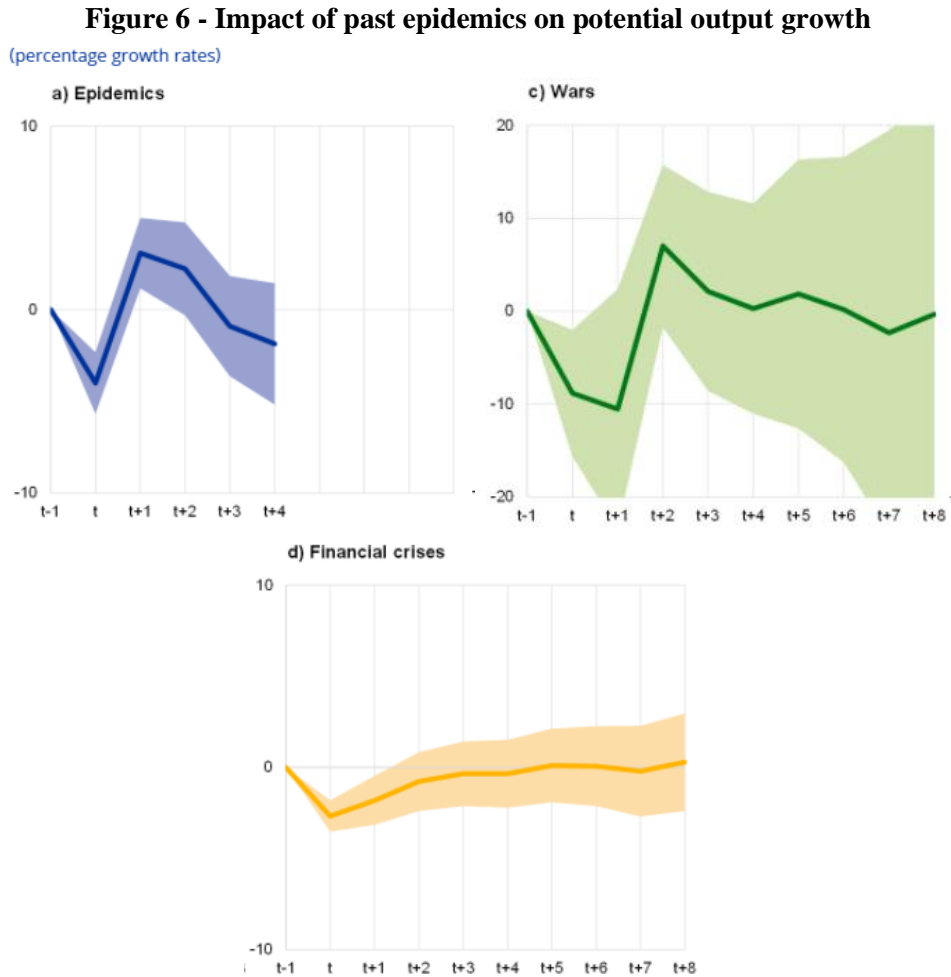 Figure 6 - Impact of past epidemics on potential output growth
(percentage growth rates)
a) Epidemics
10
0
-10
t-1 t t+1 t+2 t+3 t+4
c) Wars
20
10
0
-10
-20
t-1 t t+1 t+2 t+3 t+4 t+5 t+6 t+7 t+8
d) Financial crises
10
0
-10
t-1 t t+1 t+2 t+3 t+4 t+5 t+6 t+7 t+8